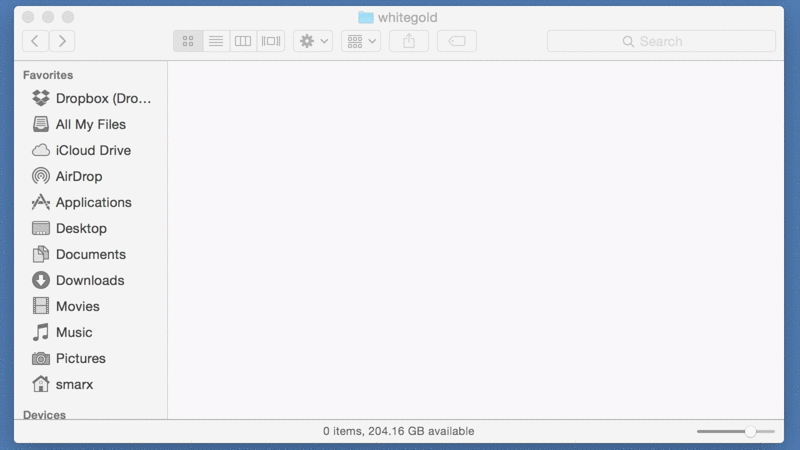 whitegold
Search
Favorites
Dropbox (Dro...
All My Files
iCloud Drive
AirDrop
Applications
Desktop
Documents
Downloads
Movies
Music
Pictures
smarx
Devices
0 items, 204.16 GB available